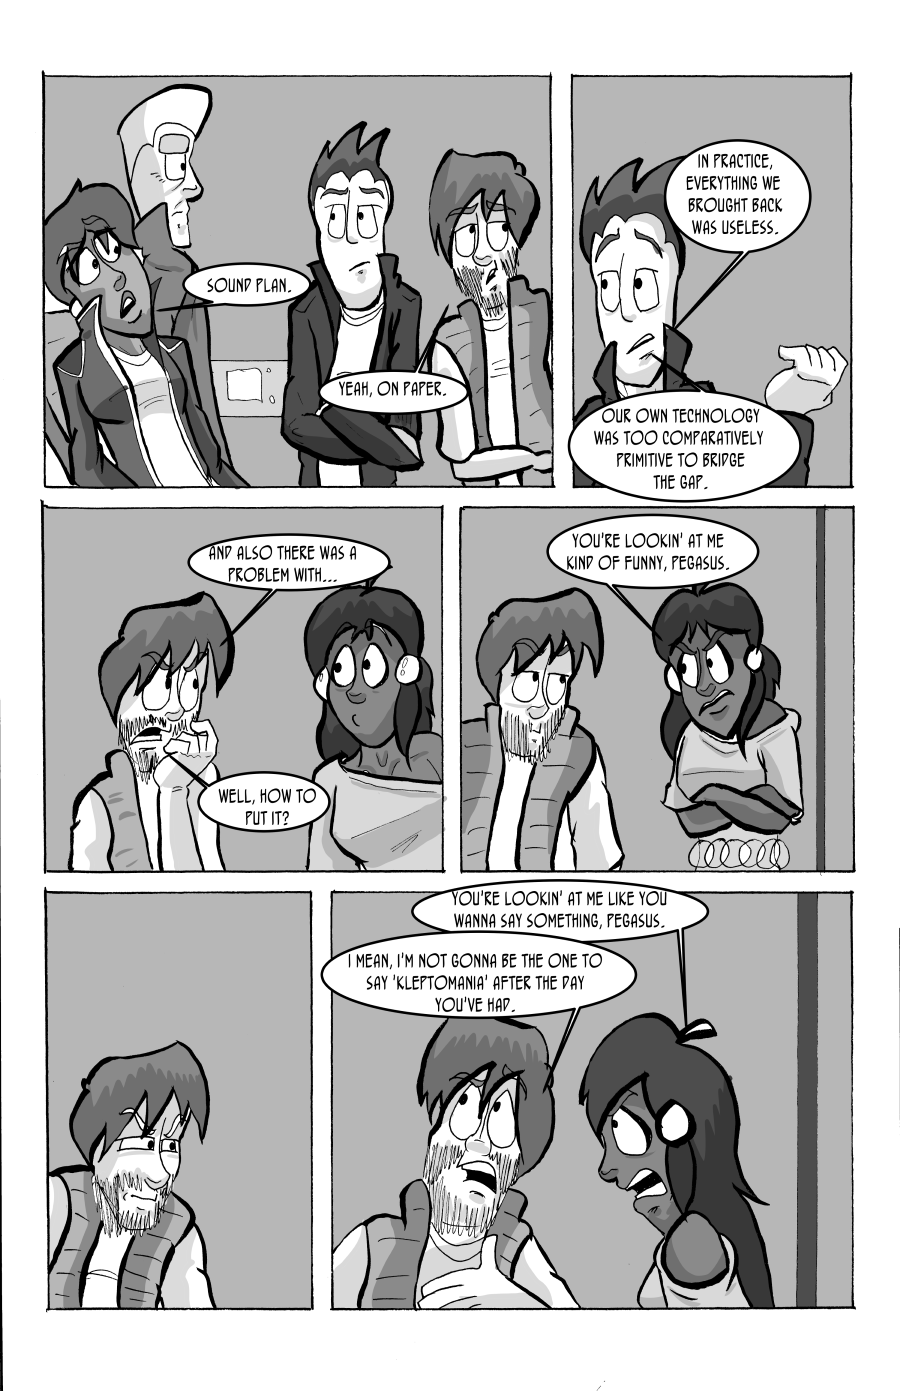 SOUND PLAN.
YEAH, ON PAPER.
IN PRACTICE,
EVERYTHING WE
BROUGHT BACK
WAS USELESS.
OUR OWN TECHNOLOGY
WAS TOO COMPARATIVELY
PRIMITIVE TO BRIDGE
THE GAP.
AND ALSO THERE WAS A
PROBLEM WITH...
WELL, HOW TO
PUT IT?
YOU'RE LOOKIN' AT ME
KIND OF FUNNY, PEGASUS.
YOU'RE LOOKIN' AT ME LIKE YOU
WANNA SAY SOMETHING, PEGASUS.
I MEAN, I'M NOT GONNA BE THE ONE TO
SAY 'KLEPTOMANIA' AFTER THE DAY
YOU'VE HAD.